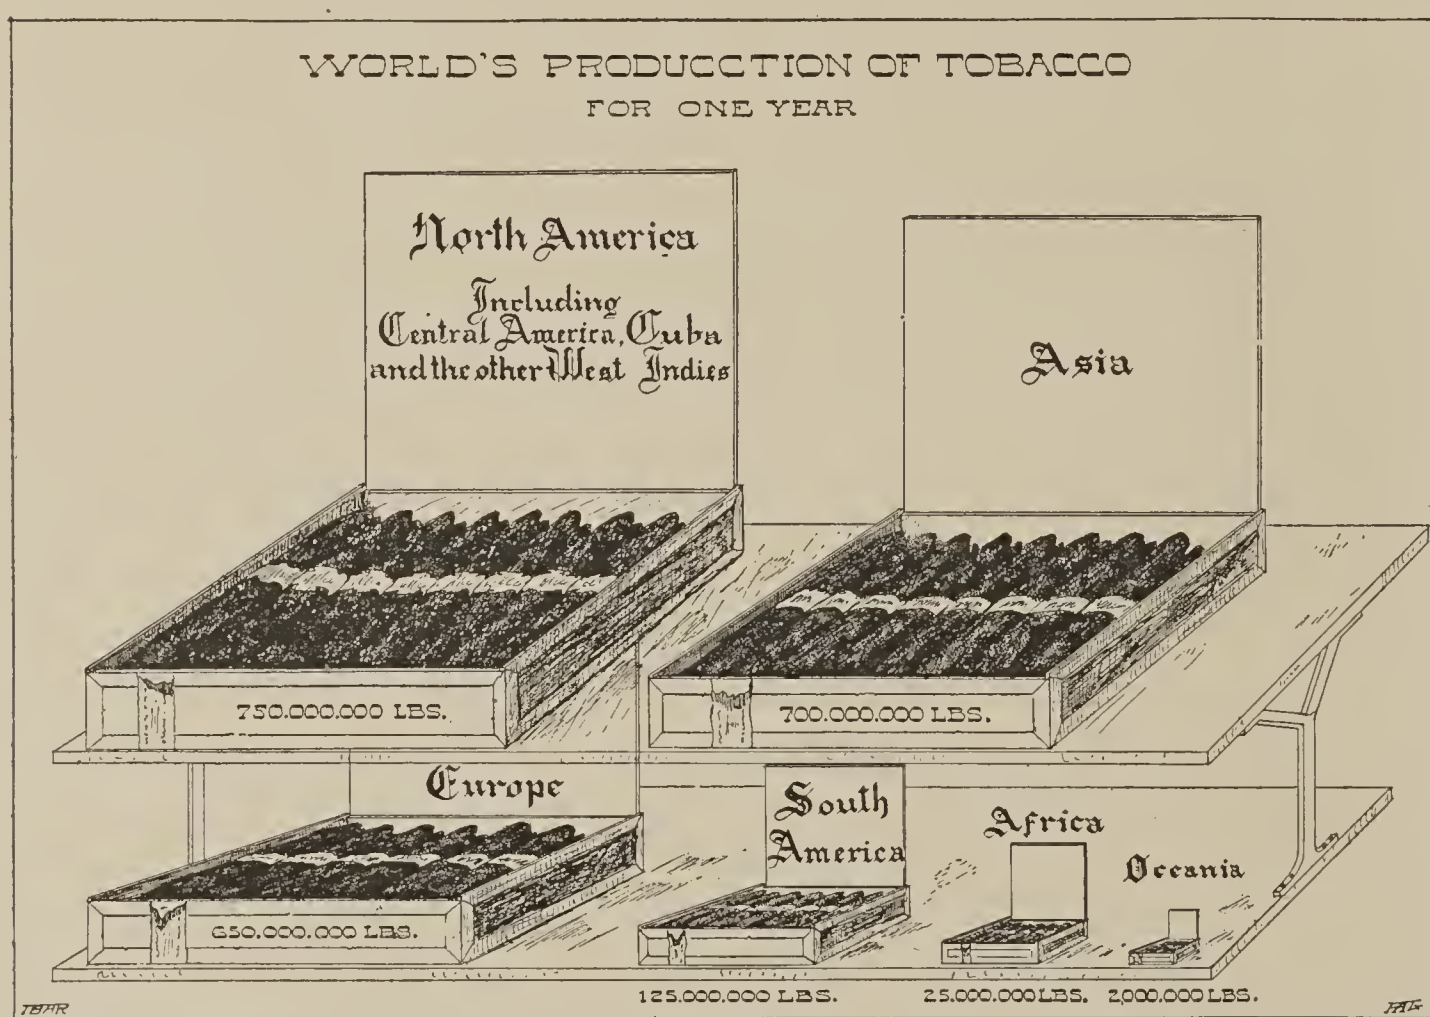 WORLD'S PRODUCCTION OF TOBACCO
FOR ONE YEAR
North America
Including
Central America, Cuba
and the other West Indies
Asia
750.000.000 LBS.
700.000.000 LBS.
Europe
South
America
Africa
Oceania
650.000.000 LBS.
125.000.000 LBS.
25.000.000 LBS.
2,000.000 LBS.